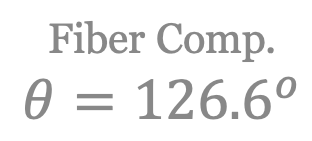 Fiber Comp.
θ = 126.6º